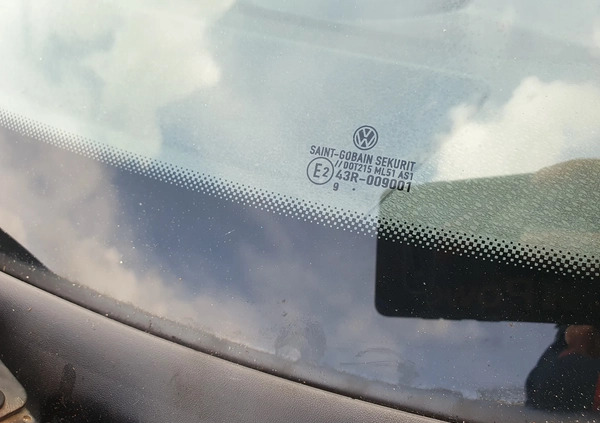 VW
SAINT-GOBAIN SEKURIT
// DOT215 ML51 AS1
E2 43R-009001
9 .